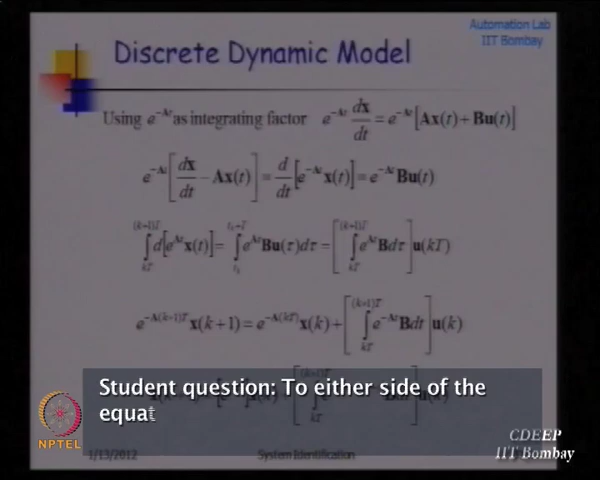 Automation Lab
IIT Bombay
Discrete Dynamic Model
Using e^{-At} as integrating factor e^{-At} dx/dt = e^{-At}[Ax(t) + Bu(t)]
e^{-At}[dx/dt - Ax(t)] = d/dt[e^{-At}x(t)] = e^{-At}Bu(t)
∫_{kT}^{(k+1)T} d[e^{At}x(t)] = ∫_{t_k}^{t_k+T} e^{Aτ}Bu(τ)dτ = [∫_{kT}^{(k+1)T} e^{Aτ}Bdτ]u(kT)
e^{-A(k+1)T}x(k+1) = e^{-A(kT)}x(k) + [∫_{kT}^{(k+1)T} e^{-Aτ}Bdτ]u(k)
Student question: To either side of the
equat
NPTEL
1/13/2012
System Identification
CDEEP
IIT Bombay